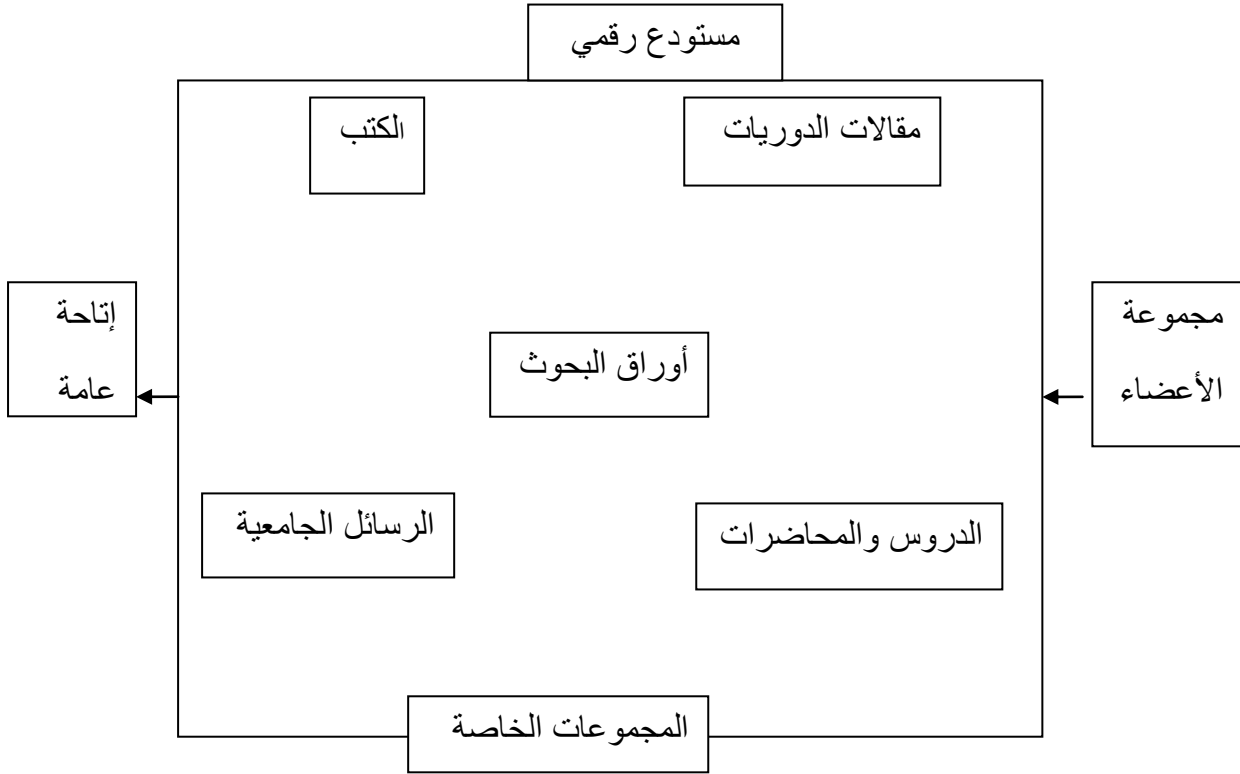 مستودع رقمي
مقالات الدوريات
الكتب
مجموعة
الأعضاء
أوراق البحوث
إتاحة
عامة
الدروس والمحاضرات
الرسائل الجامعية
المجموعات الخاصة